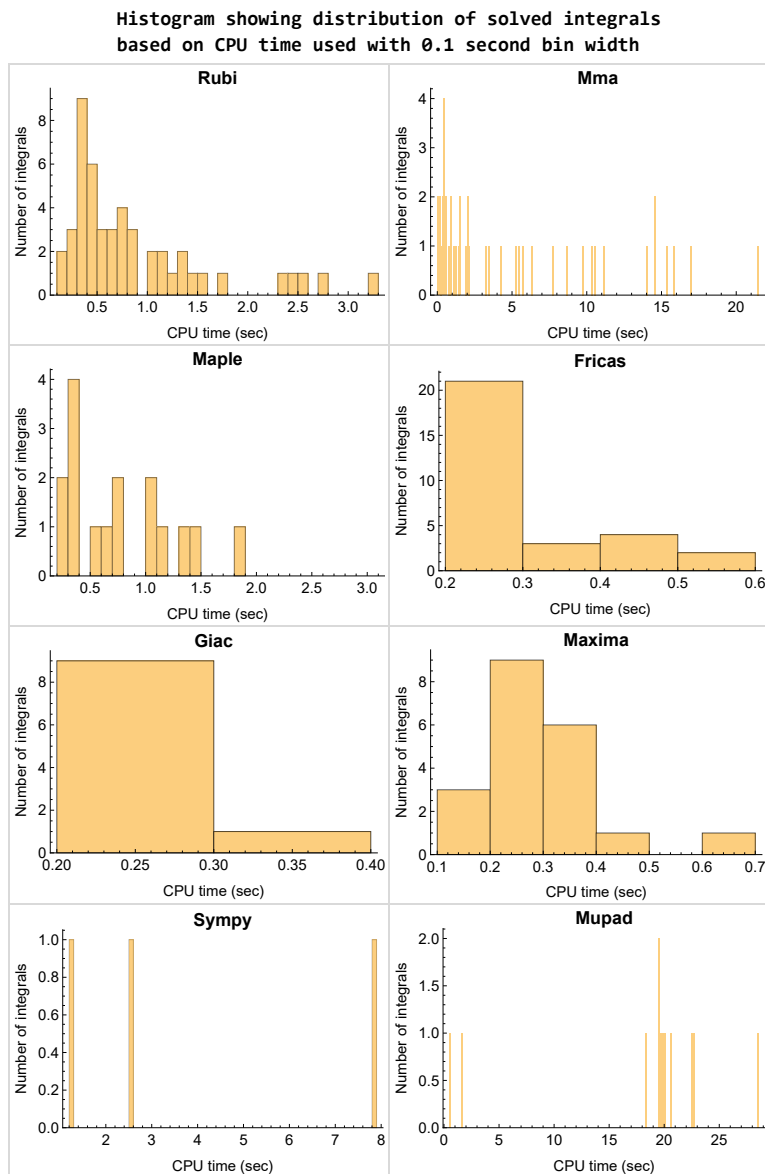 Histogram showing distribution of solved integrals
based on CPU time used with 0.1 second bin width
Rubi
Number of integrals
8
6
4
2
0
0.5 1.0 1.5 2.0 2.5 3.0
CPU time (sec)
Mma
Number of integrals
4
3
2
1
0
0 5 10 15 20
CPU time (sec)
Maple
Number of integrals
4
3
2
1
0
0.5 1.0 1.5 2.0 2.5 3.0
CPU time (sec)
Fricas
Number of integrals
20
15
10
5
0
0.2 0.3 0.4 0.5 0.6
CPU time (sec)
Giac
Number of integrals
8
6
4
2
0
0.20 0.25 0.30 0.35 0.40
CPU time (sec)
Maxima
Number of integrals
8
6
4
2
0
0.1 0.2 0.3 0.4 0.5 0.6 0.7
CPU time (sec)
Sympy
Number of integrals
1.0
0.8
0.6
0.4
0.2
0.0
2 3 4 5 6 7 8
CPU time (sec)
Mupad
Number of integrals
2.0
1.5
1.0
0.5
0.0
0 5 10 15 20 25
CPU time (sec)